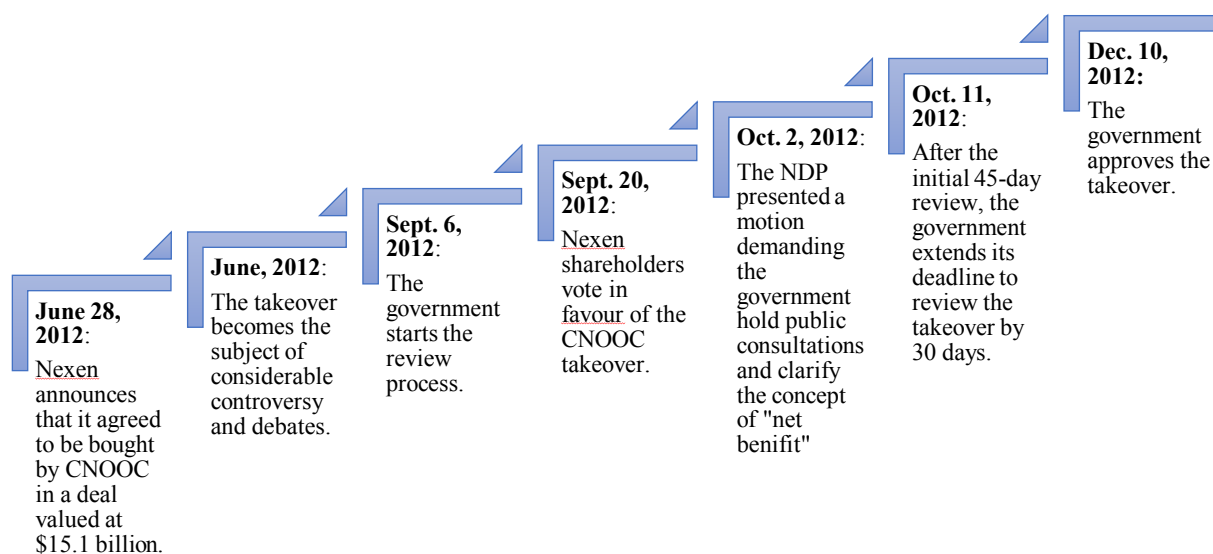 June 28,
2012:
Nexen
announces
that it agreed
to be bought
by CNOOC
in a deal
valued at
$15.1 billion.
June, 2012:
The takeover
becomes the
subject of
considerable
controversy
and debates.
Sept. 6,
2012:
The
government
starts the
review
process.
Sept. 20,
2012:
Nexen
shareholders
vote in
favour of the
CNOOC
takeover.
Oct. 2, 2012:
The NDP
presented a
motion
demanding
the
government
hold public
consultations
and clarify
the concept
of "net
benifit"
Oct. 11,
2012:
After the
initial 45-day
review, the
government
extends its
deadline to
review the
takeover by
30 days.
Dec. 10,
2012:
The
government
approves the
takeover.